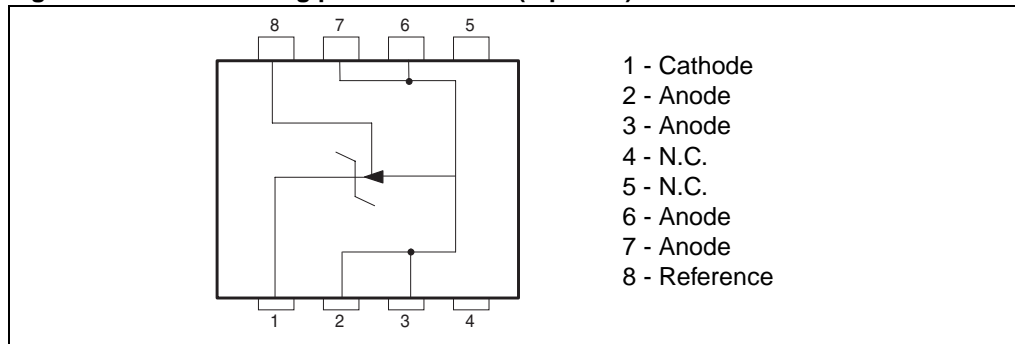 8 7 6 5
1 - Cathode
2 - Anode
3 - Anode
4 - N.C.
5 - N.C.
6 - Anode
7 - Anode
8 - Reference
1 2 3 4